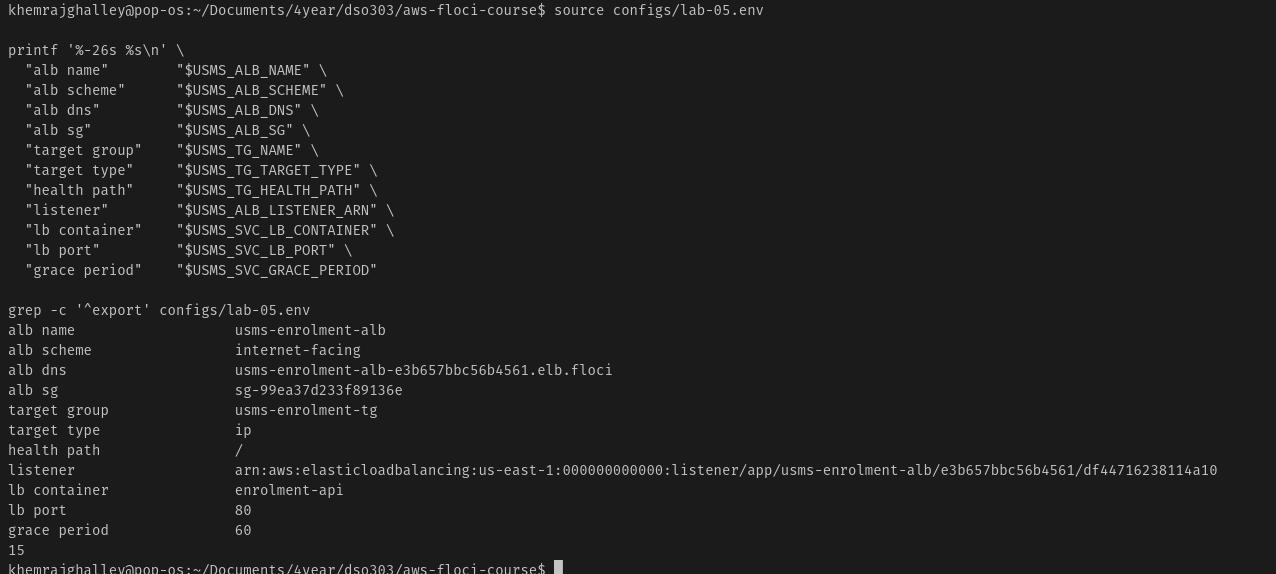 khemrajghalley@pop-os:~/Documents/4year/dso303/aws-floci-course$ source configs/lab-05.env
printf '%-26s %s\n' \
  "alb name"        "$USMS_ALB_NAME" \
  "alb scheme"      "$USMS_ALB_SCHEME" \
  "alb dns"         "$USMS_ALB_DNS" \
  "alb sg"          "$USMS_ALB_SG" \
  "target group"    "$USMS_TG_NAME" \
  "target type"     "$USMS_TG_TARGET_TYPE" \
  "health path"     "$USMS_TG_HEALTH_PATH" \
  "listener"        "$USMS_ALB_LISTENER_ARN" \
  "lb container"    "$USMS_SVC_LB_CONTAINER" \
  "lb port"         "$USMS_SVC_LB_PORT" \
  "grace period"    "$USMS_SVC_GRACE_PERIOD"
grep -c '^export' configs/lab-05.env
alb name                   usms-enrolment-alb
alb scheme                 internet-facing
alb dns                    usms-enrolment-alb-e3b657bbc56b4561.elb.floci
alb sg                     sg-99ea37d233f89136e
target group               usms-enrolment-tg
target type                ip
health path                /
listener                   arn:aws:elasticloadbalancing:us-east-1:000000000000:listener/app/usms-enrolment-alb/e3b657bbc56b4561/df44716238114a10
lb container               enrolment-api
lb port                    80
grace period               60
15
khemrajghalley@pop-os:~/Documents/4year/dso303/aws-floci-course$